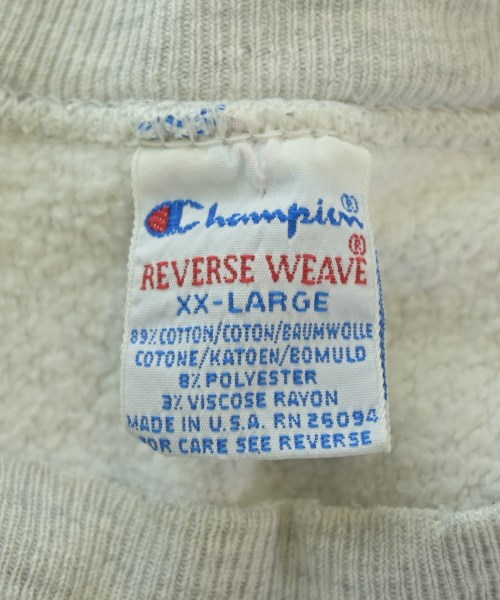 Champion®
REVERSE WEAVE®
XX-LARGE
89% COTTON/COTON/BAUMWOLLE
COTONE/KATOEN/BOMULD
8% POLYESTER
3% VISCOSE RAYON
MADE IN U.S.A. RN 26094
FOR CARE SEE REVERSE